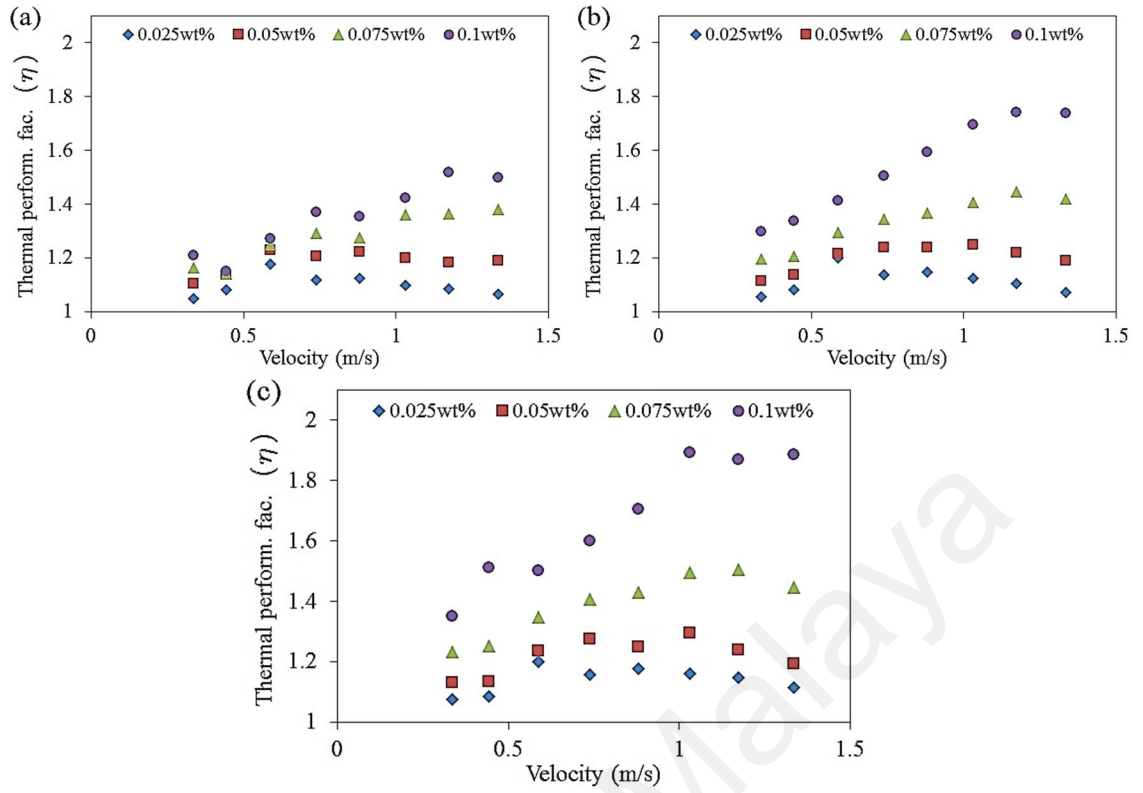 (a)
0.025wt% 0.05wt% 0.075wt% 0.1wt%
Thermal perform. fac. (η)
2
1.8
1.6
1.4
1.2
1
0 0.5 1 1.5
Velocity (m/s)
(b)
0.025wt% 0.05wt% 0.075wt% 0.1wt%
Thermal perform. fac. (η)
2
1.8
1.6
1.4
1.2
1
0 0.5 1 1.5
Velocity (m/s)
(c)
0.025wt% 0.05wt% 0.075wt% 0.1wt%
Thermal perform. fac. (η)
2
1.8
1.6
1.4
1.2
1
0 0.5 1 1.5
Velocity (m/s)
Malaya